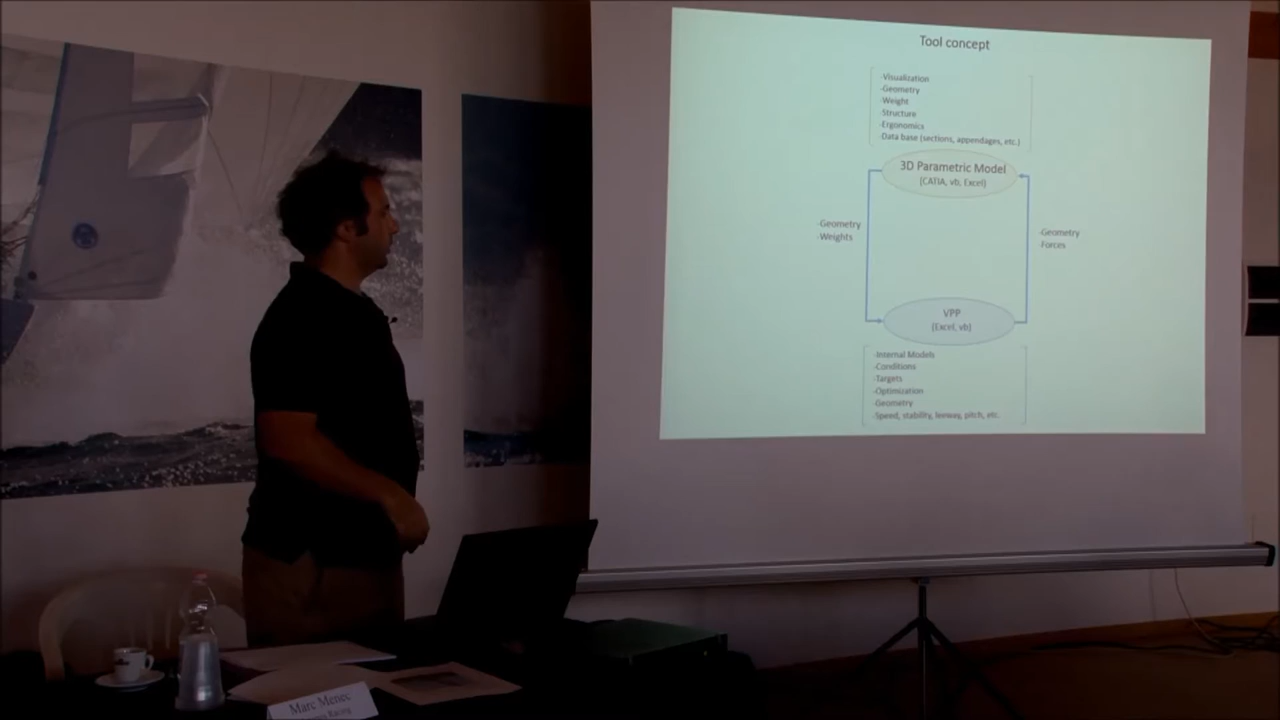 Tool concept
-Visualization
-Geometry
-Weight
-Structure
-Ergonomics
-Data base (sections, appendages, etc.)
3D Parametric Model
[CATIA, vb, Excel]
-Geometry
-Weights
-Geometry
-Forces
VPP
[Excel, vb]
-Internal Models
-Conditions
-Targets
-Optimization
-Geometry
-Speed, stability, leeway, pitch, etc.
Marc Menec
Racing